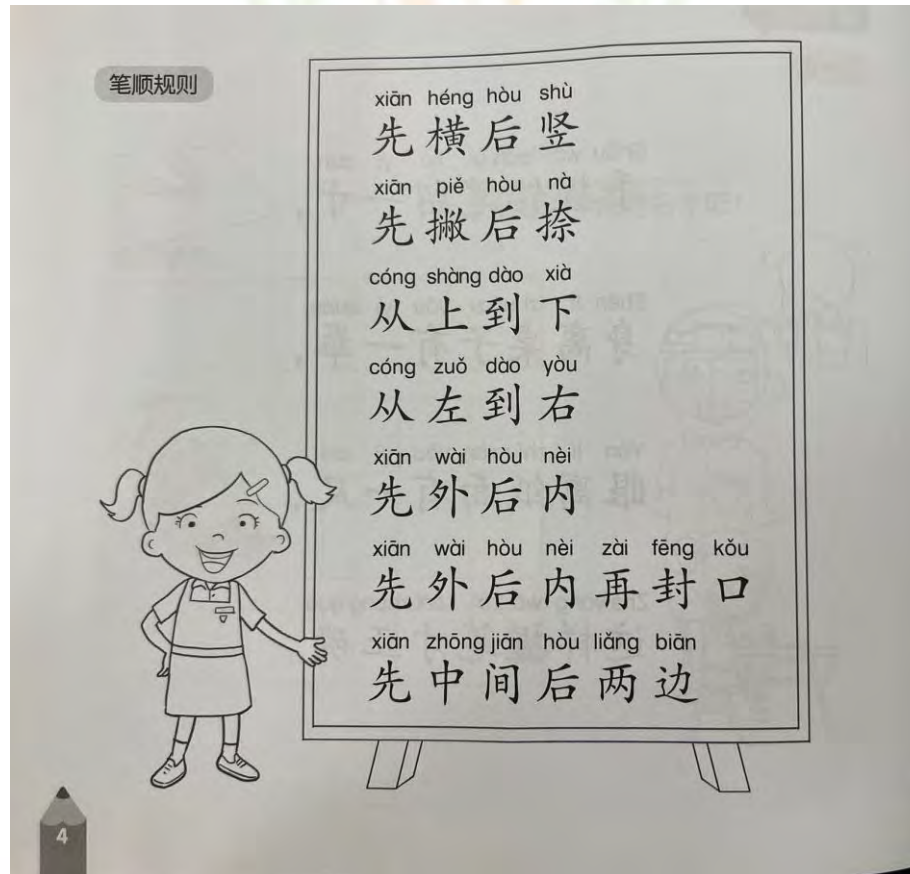 笔顺规则
xiān héng hòu shù
先横后竖
xiān piě hòu nà
先撇后捺
cóng shàng dào xià
从上到下
cóng zuǒ dào yòu
从左到右
xiān wài hòu nèi
先外后内
xiān wài hòu nèi zài fēng kǒu
先外后内再封口
xiān zhōng jiān hòu liǎng biān
先中间后两边
4